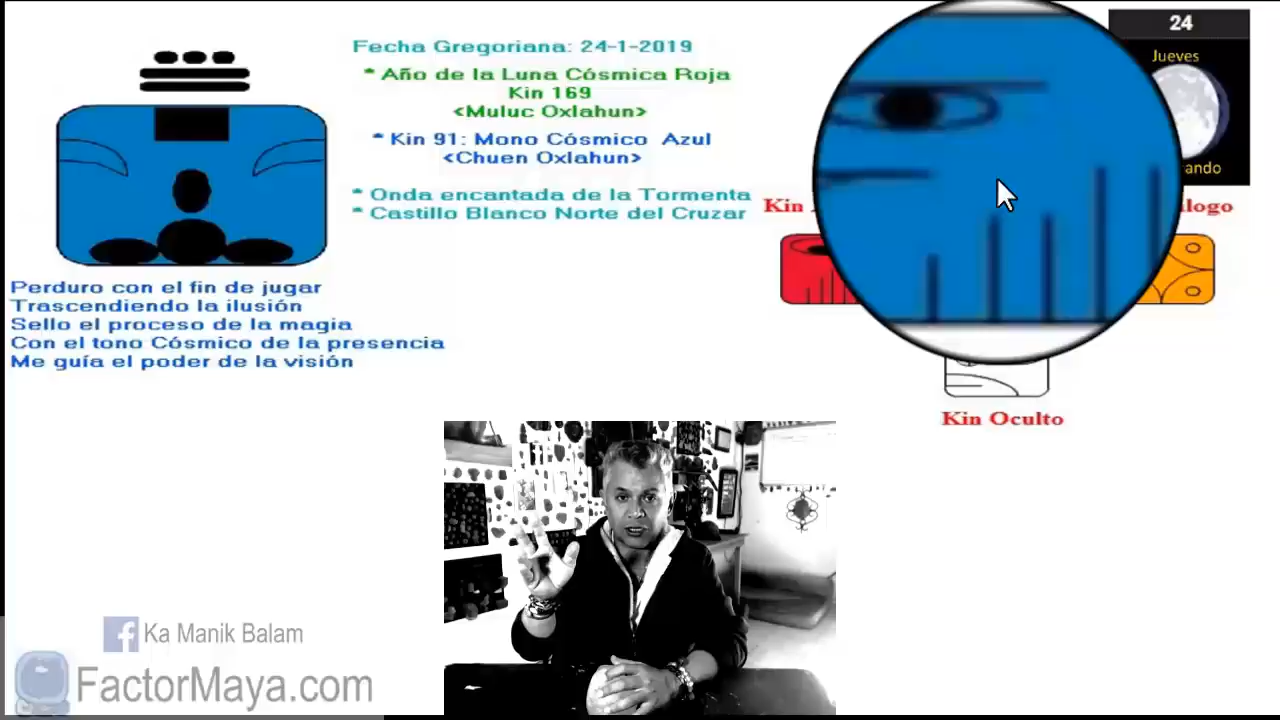 Fecha Gregoriana: 24-1-2019
* Año de la Luna Cósmica Roja
Kin 169
<Muluc Oxlahun>
* Kin 91: Mono Cósmico Azul
<Chuen Oxlahun>
* Onda encantada de la Tormenta
* Castillo Blanco Norte del Cruzar
Perduro con el fin de jugar
Trascendiendo la ilusión
Sello el proceso de la magia
Con el tono Cósmico de la presencia
Me guía el poder de la visión
24
Jueves
Kin
Kin Oculto
Ka Manik Balam
FactorMaya.com